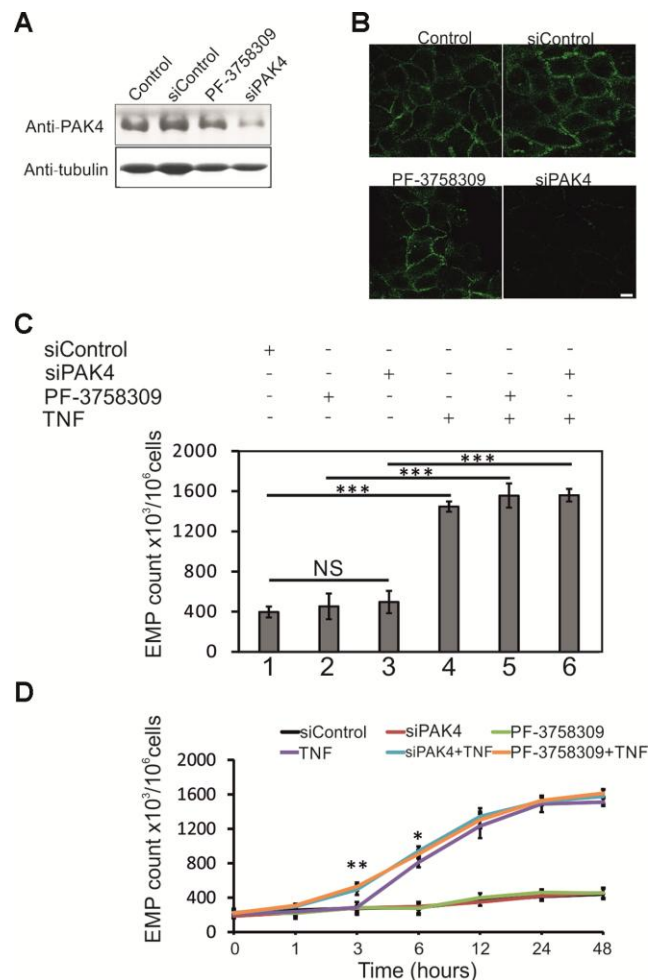 A
Control
siControl
PF-3758309
siPAK4
Anti-PAK4
Anti-tubulin
B
Control
siControl
PF-3758309
siPAK4
C
siControl + - - - - -
siPAK4 - - + - - +
PF-3758309 - + - - + -
TNF - - - + + +
EMP count x10³/10⁶cells
2000
1600
1200
800
400
0
***
***
***
NS
1 2 3 4 5 6
D
siControl siPAK4 PF-3758309
TNF siPAK4+TNF PF-3758309+TNF
EMP count x10³/10⁶cells
2000
1600
1200
800
400
0
**
*
0 1 3 6 12 24 48
Time (hours)